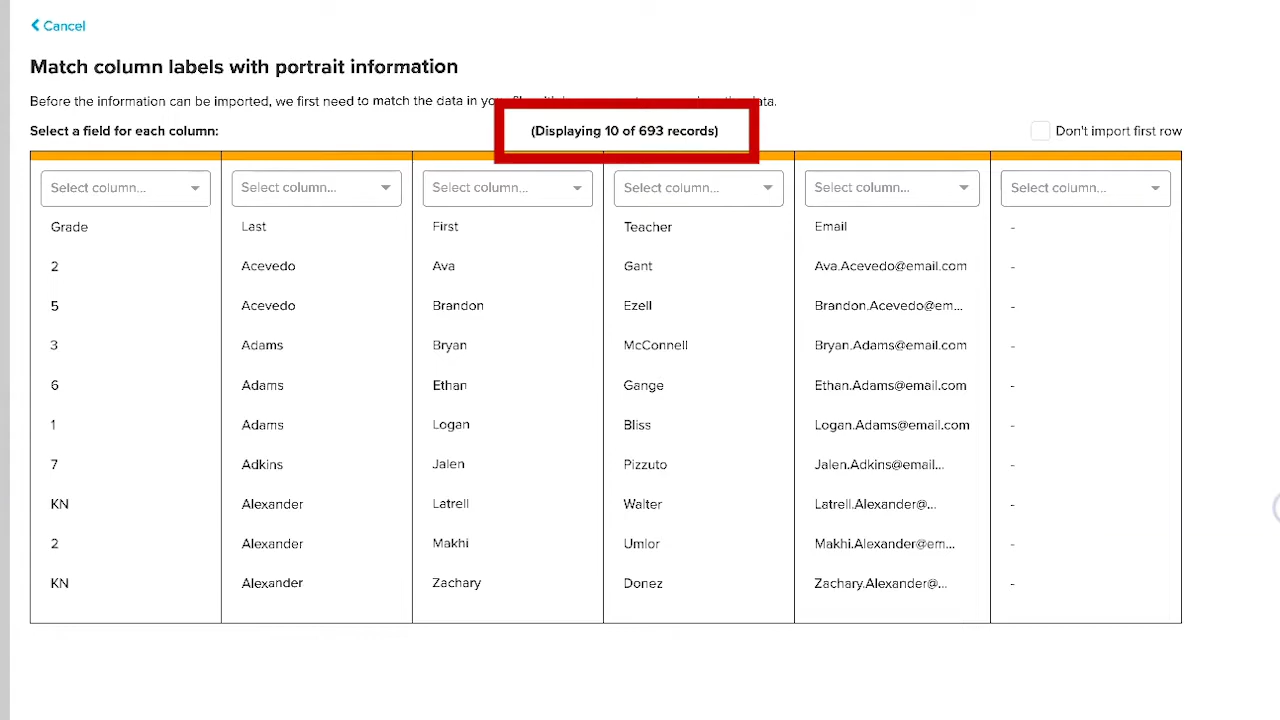 Cancel
Match column labels with portrait information
Before the information can be imported, we first need to match the data in you data.
Select a field for each column: (Displaying 10 of 693 records) Don't import first row
Select column... Select column... Select column... Select column... Select column... Select column...
Grade Last First Teacher Email -
2 Acevedo Ava Gant Ava.Acevedo@email.com -
5 Acevedo Brandon Ezell Brandon.Acevedo@em... -
3 Adams Bryan McConnell Bryan.Adams@email.com -
6 Adams Ethan Gange Ethan.Adams@email.com -
1 Adams Logan Bliss Logan.Adams@email.com -
7 Adkins Jalen Pizzuto Jalen.Adkins@email... -
KN Alexander Latrell Walter Latrell.Alexander@... -
2 Alexander Makhi Umlor Makhi.Alexander@em... -
KN Alexander Zachary Donez Zachary.Alexander@... -